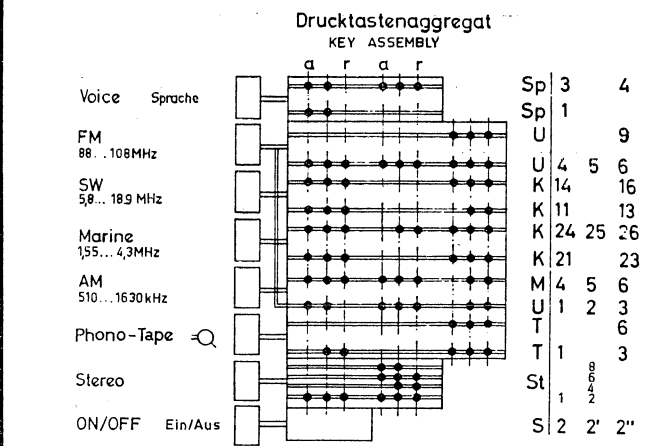 Drucktastenaggregat
KEY ASSEMBLY
a r a r
Voice Sprache
Sp 3 4
Sp 1
FM
88...108MHz
U 9
U 4 5 6
SW
5,8...18.9 MHz
K 14 16
K 11 13
Marine
1,55...4,3MHz
K 24 25 26
K 21 23
AM
510...1630kHz
M 4 5 6
U 1 2 3
Phono-Tape
T 6
T 1 3
Stereo
St
8
6
4
1 2
ON/OFF Ein/Aus
S 2 2' 2"